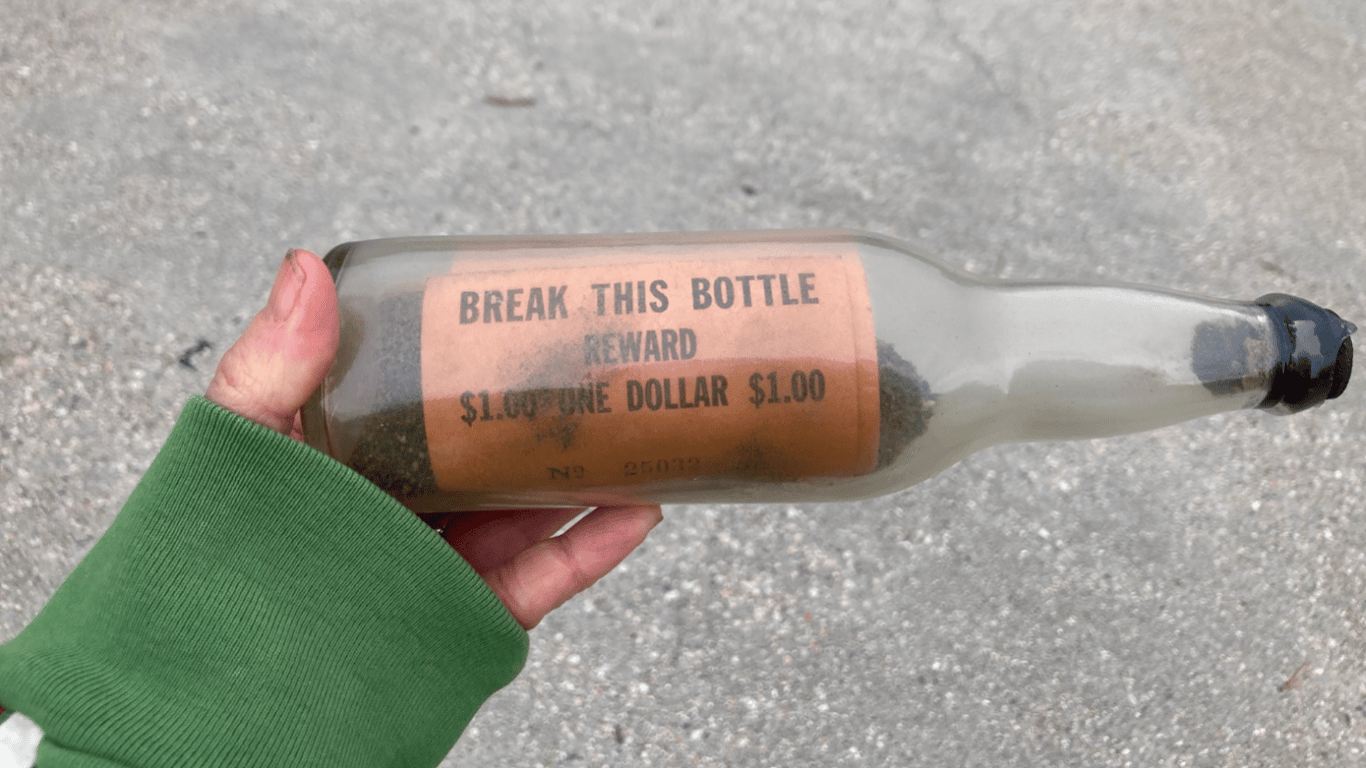 BREAK THIS BOTTLE
REWARD
$1.00 ONE DOLLAR $1.00
Nº 25032